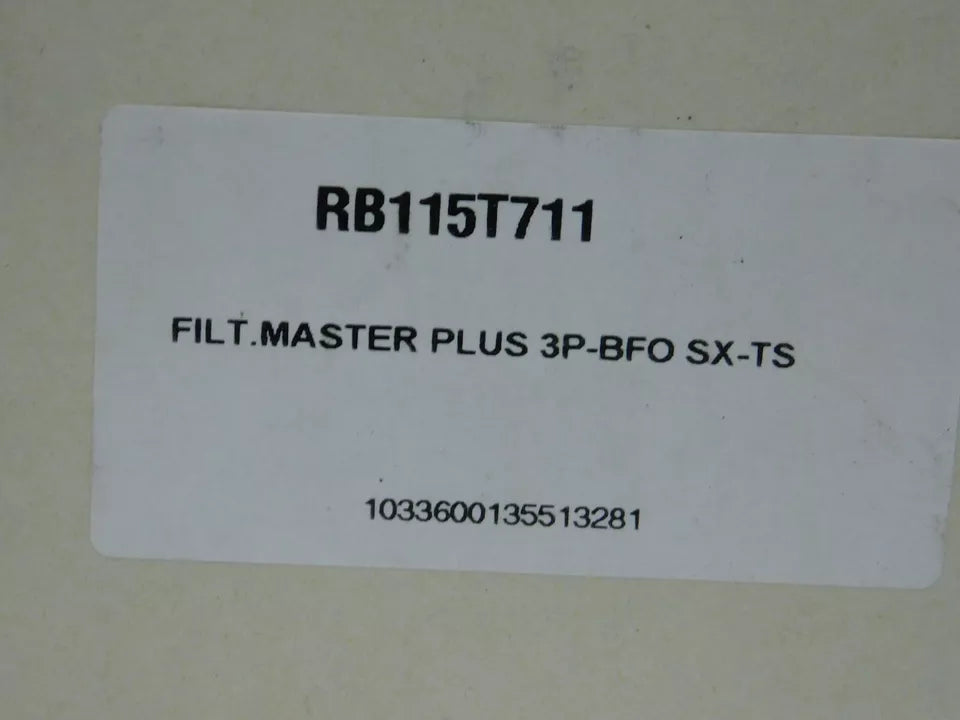 RB115T711
FILT.MASTER PLUS 3P-BFO SX-TS
1033600135513281